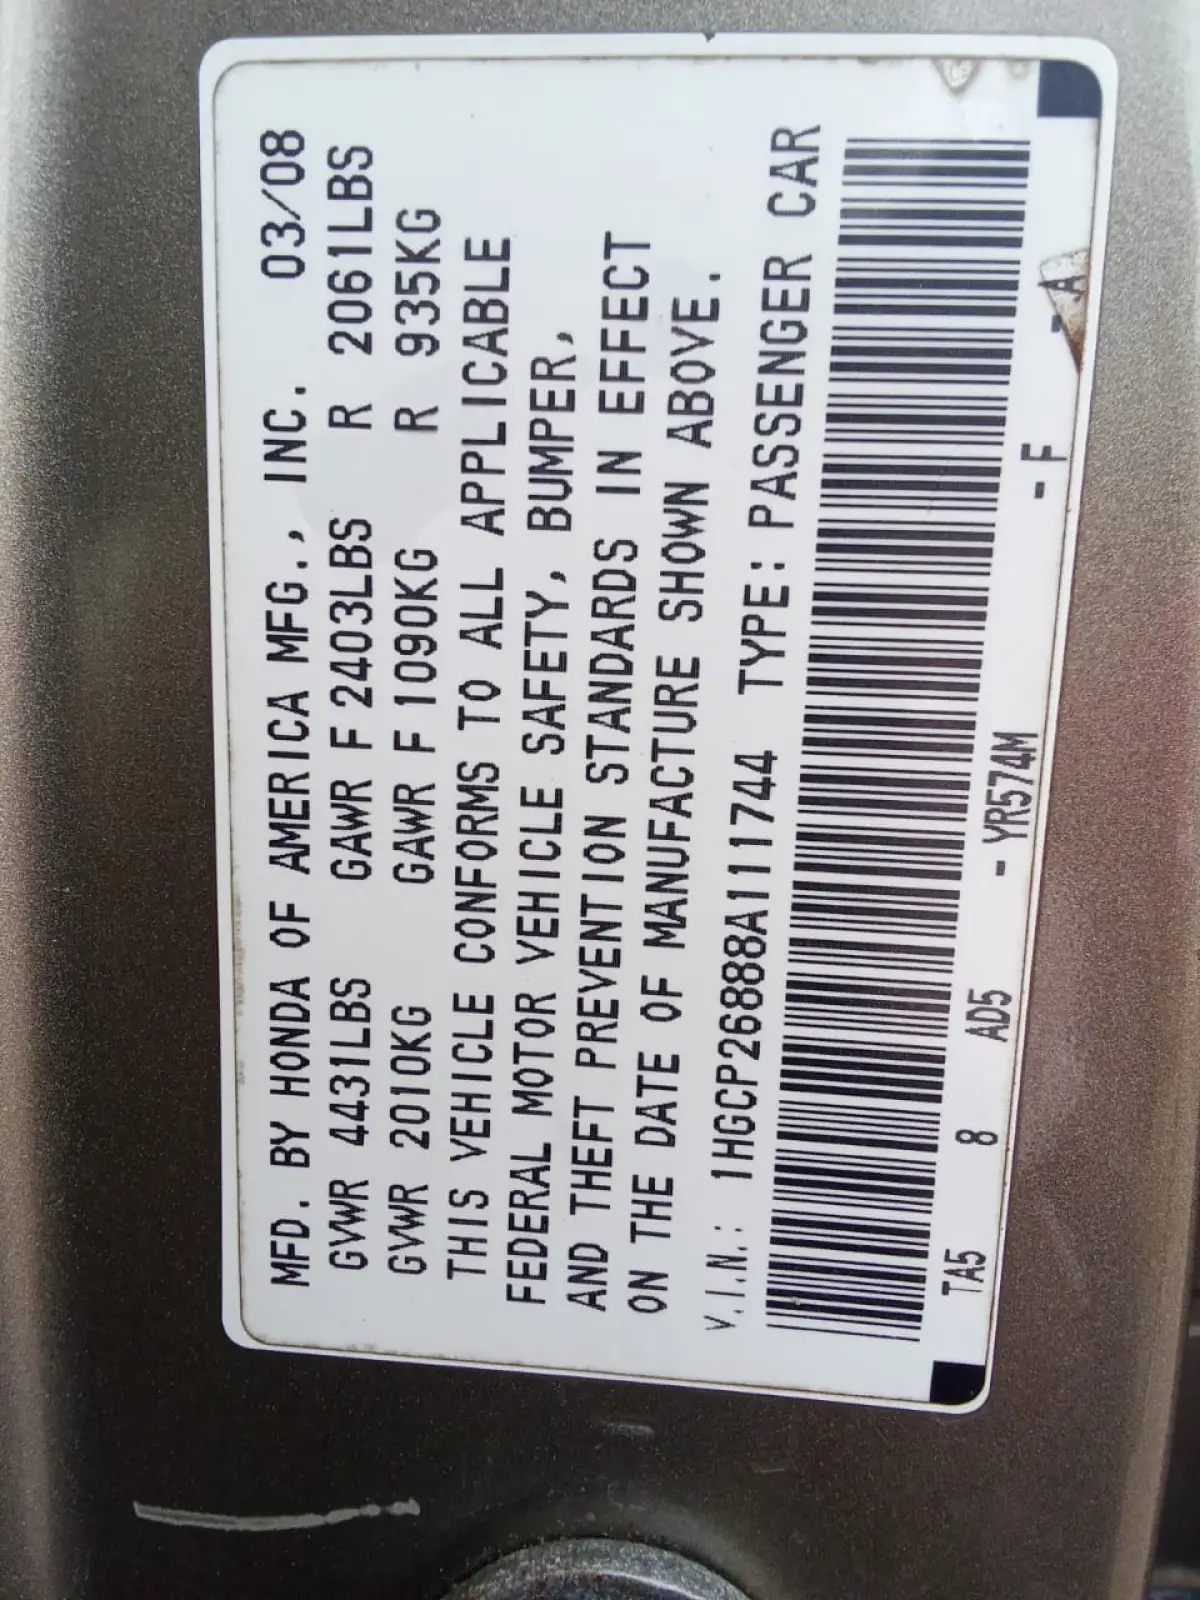 MFD. BY HONDA OF AMERICA MFG., INC. 03/08
GVWR 4431LBS GAWR F 2403LBS R 2061LBS
GVWR 2010KG GAWR F 1090KG R 935KG
THIS VEHICLE CONFORMS TO ALL APPLICABLE
FEDERAL MOTOR VEHICLE SAFETY, BUMPER,
AND THEFT PREVENTION STANDARDS IN EFFECT
ON THE DATE OF MANUFACTURE SHOWN ABOVE.
V.I.N.: 1HGCP26888A111744 TYPE: PASSENGER CAR
TA5 8 AD5 - YR574M - F - A